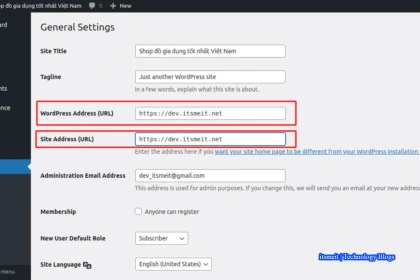 hop đồ gia dụng tốt nhất Việt Nam 0 + New
ard
General Settings
Site Title Shop đồ gia dụng tốt nhất Việt Nam
Tagline Just another WordPress site
In a few words, explain what this site is about.
nts
WordPress Address (URL) https://dev.itsmeit.net
ance
Site Address (URL) https://dev.itsmeit.net
Enter the address here if you want your site home page to be different from your WordPress installation
Administration Email Address dev_itsmeit@gmail.com
This address is used for admin purposes. If you change this, we will send you an email at your new address
Membership Anyone can register
New User Default Role Subscriber
Site Language English (United States)
itsmeit Technology Blogs